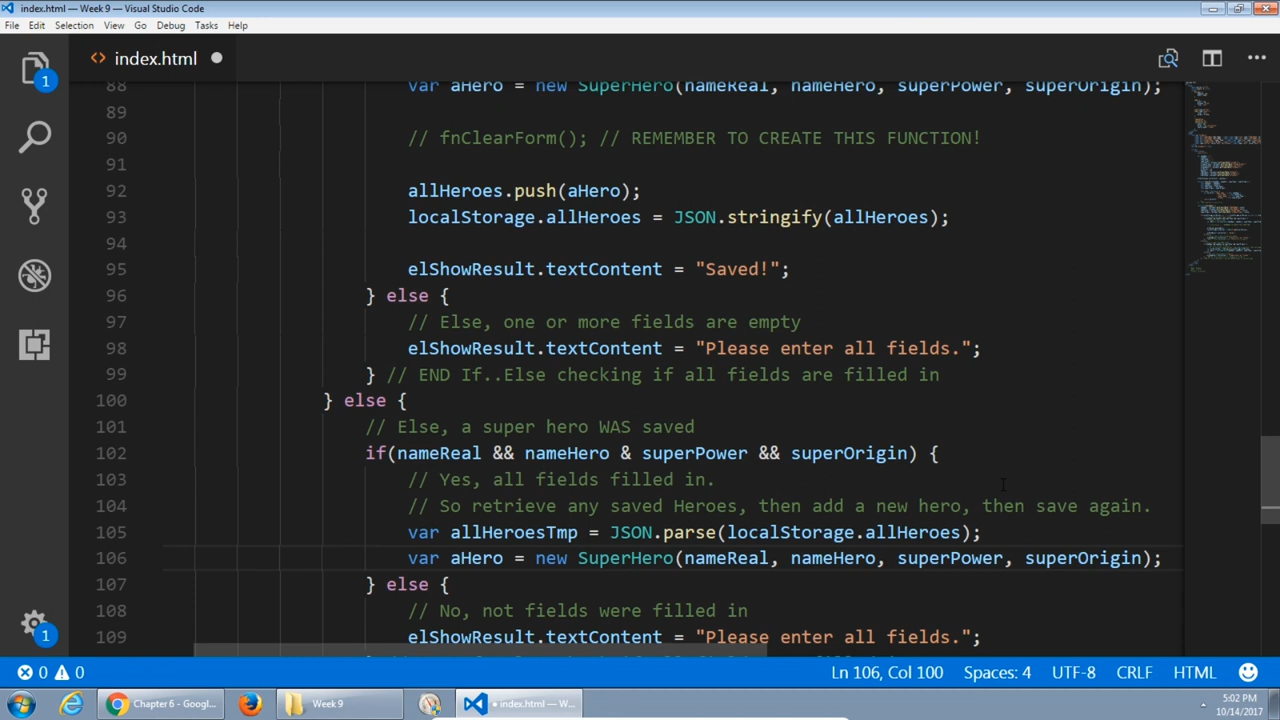 index.html — Week 9 — Visual Studio Code
File Edit Selection View Go Debug Tasks Help
<> index.html
1
88 var aHero = new SuperHero(nameReal, nameHero, superPower, superOrigin);
89
90 // fnClearForm(); // REMEMBER TO CREATE THIS FUNCTION!
91
92 allHeroes.push(aHero);
93 localStorage.allHeroes = JSON.stringify(allHeroes);
94
95 elShowResult.textContent = "Saved!";
96 } else {
97 // Else, one or more fields are empty
98 elShowResult.textContent = "Please enter all fields.";
99 } // END If..Else checking if all fields are filled in
100 } else {
101 // Else, a super hero WAS saved
102 if(nameReal && nameHero & superPower && superOrigin) {
103 // Yes, all fields filled in.
104 // So retrieve any saved Heroes, then add a new hero, then save again.
105 var allHeroesTmp = JSON.parse(localStorage.allHeroes);
106 var aHero = new SuperHero(nameReal, nameHero, superPower, superOrigin);
107 } else {
108 // No, not fields were filled in
109 elShowResult.textContent = "Please enter all fields.";
1
0 0 Ln 106, Col 100 Spaces: 4 UTF-8 CRLF HTML
Chapter 6 - Googl... Week 9 • index.html — W... 5:02 PM
10/14/2017